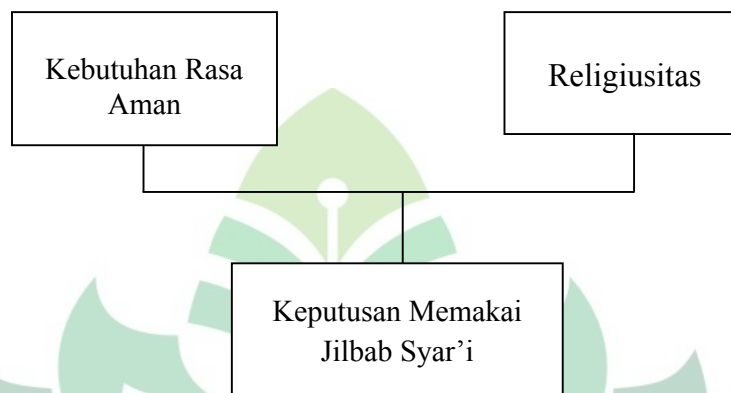 Kebutuhan Rasa
Aman
Religiusitas
Keputusan Memakai
Jilbab Syar’i